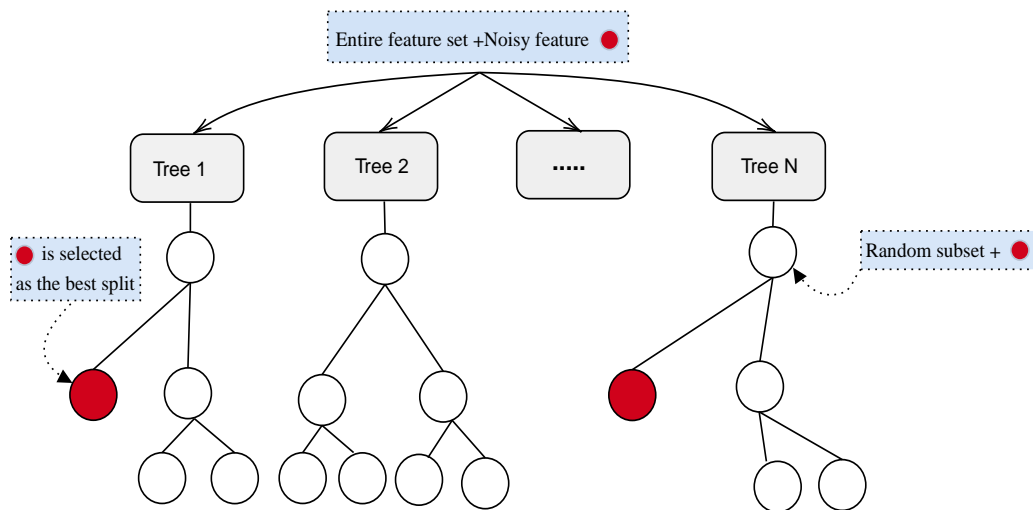 Entire feature set +Noisy feature
Tree 1
Tree 2
.....
Tree N
is selected
as the best split
Random subset +